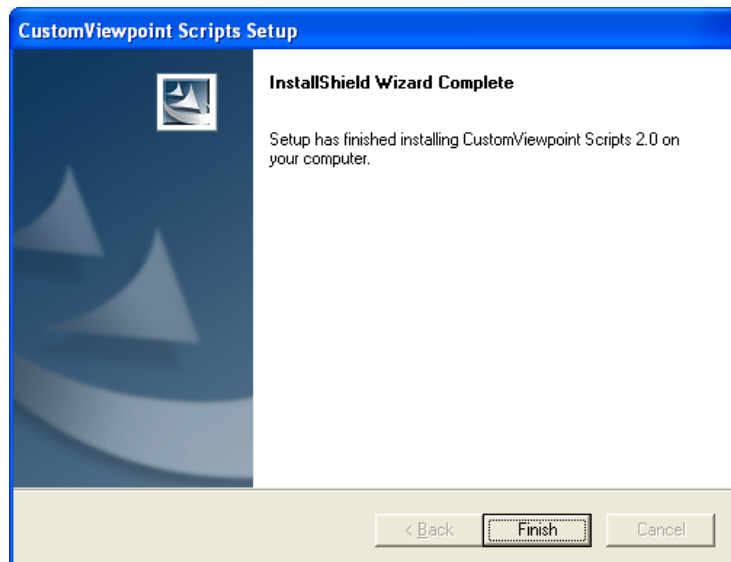 CustomViewpoint Scripts Setup
InstallShield Wizard Complete
Setup has finished installing CustomViewpoint Scripts 2.0 on
your computer.
< Back Finish Cancel